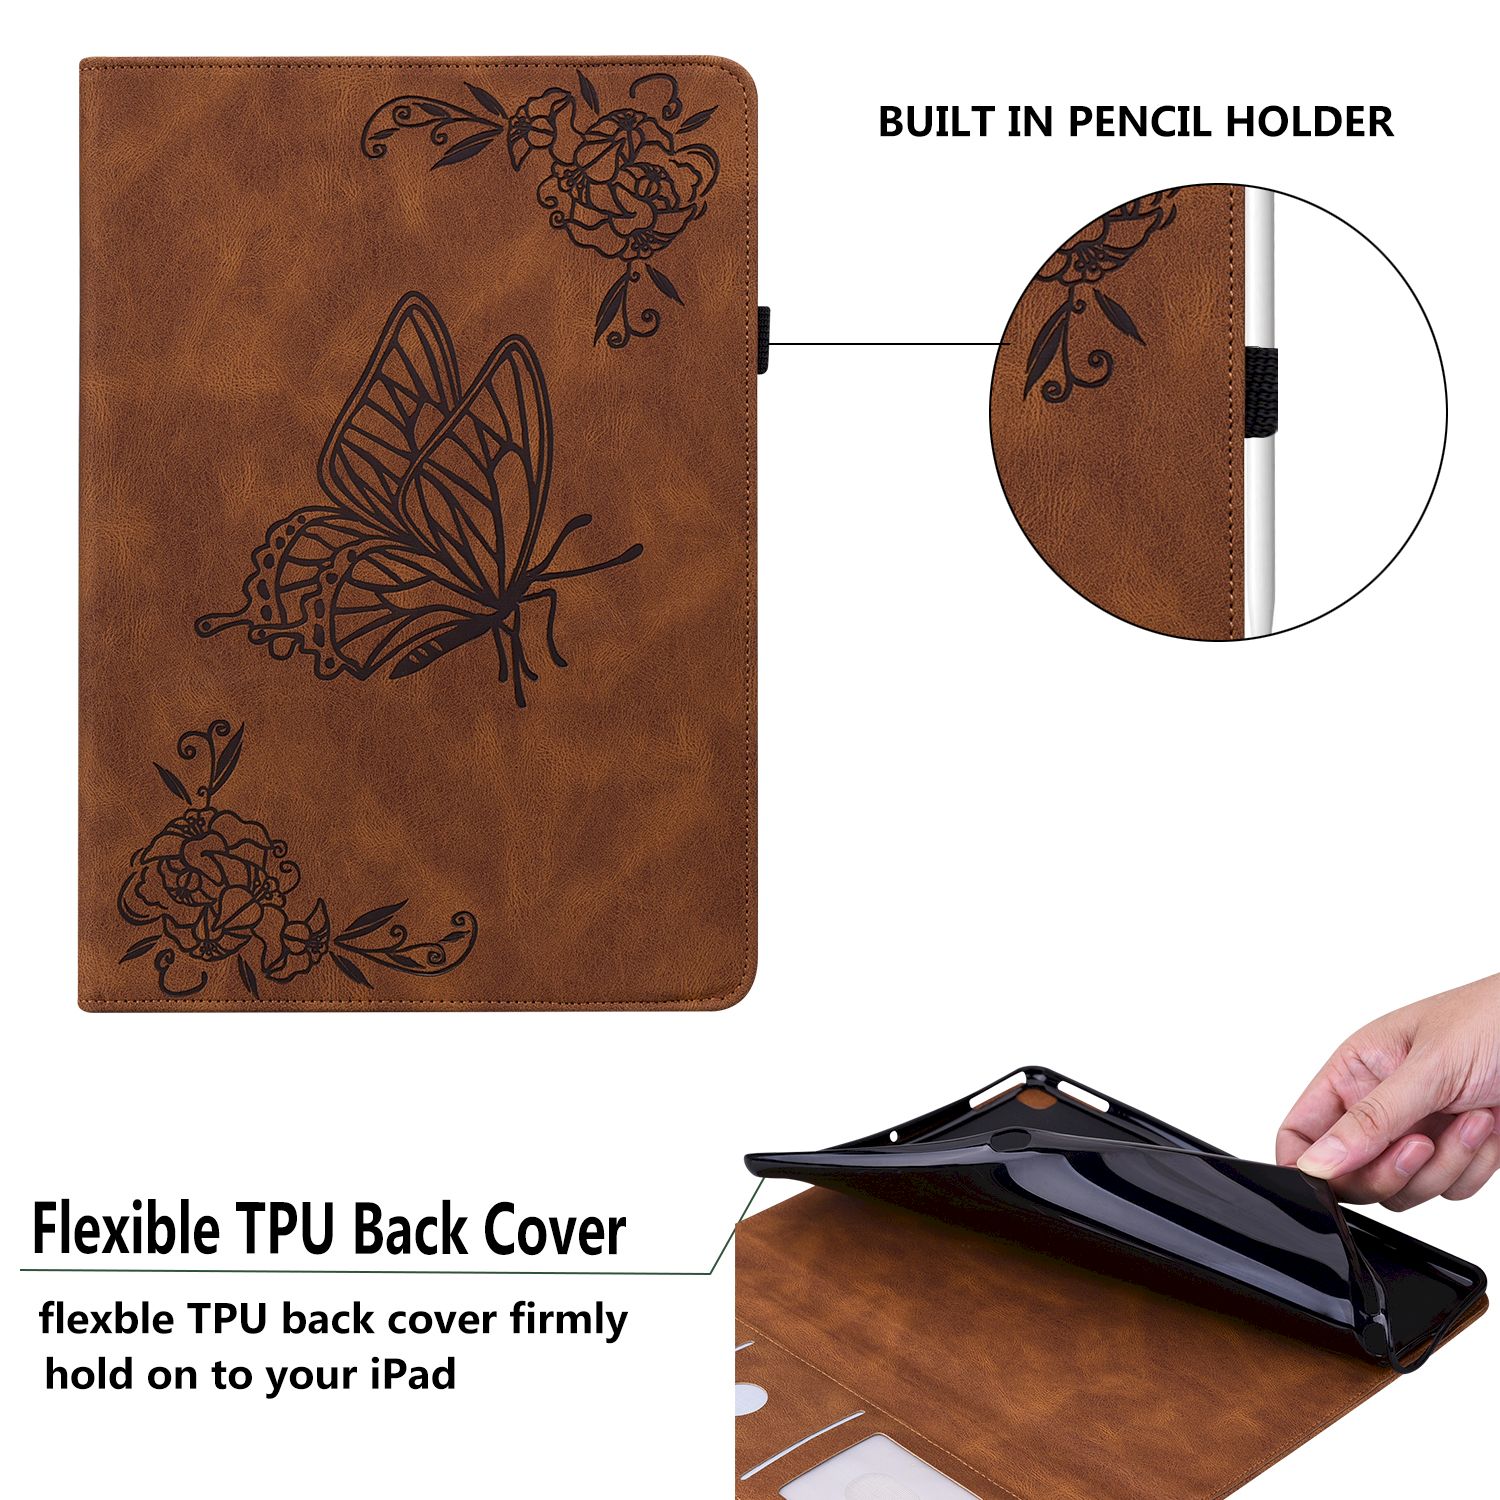 BUILT IN PENCIL HOLDER
Flexible TPU Back Cover
flexble TPU back cover firmly
hold on to your iPad